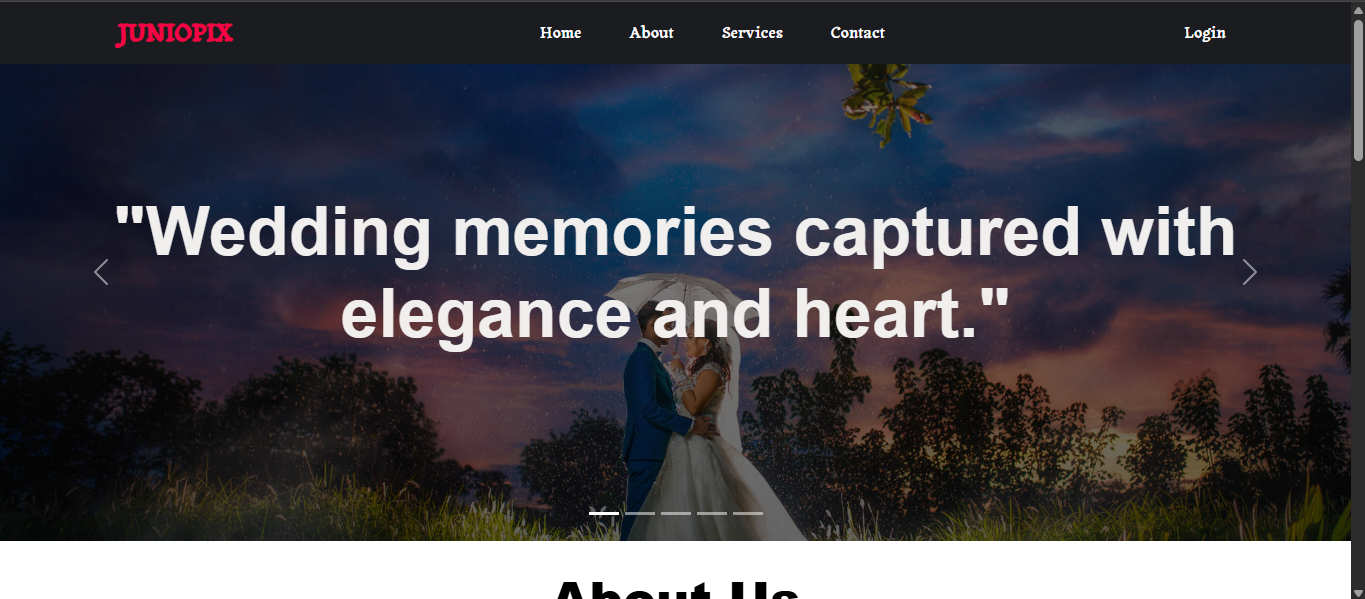 JUNIOPIX
Home About Services Contact Login
"Wedding memories captured with
elegance and heart."
About Us